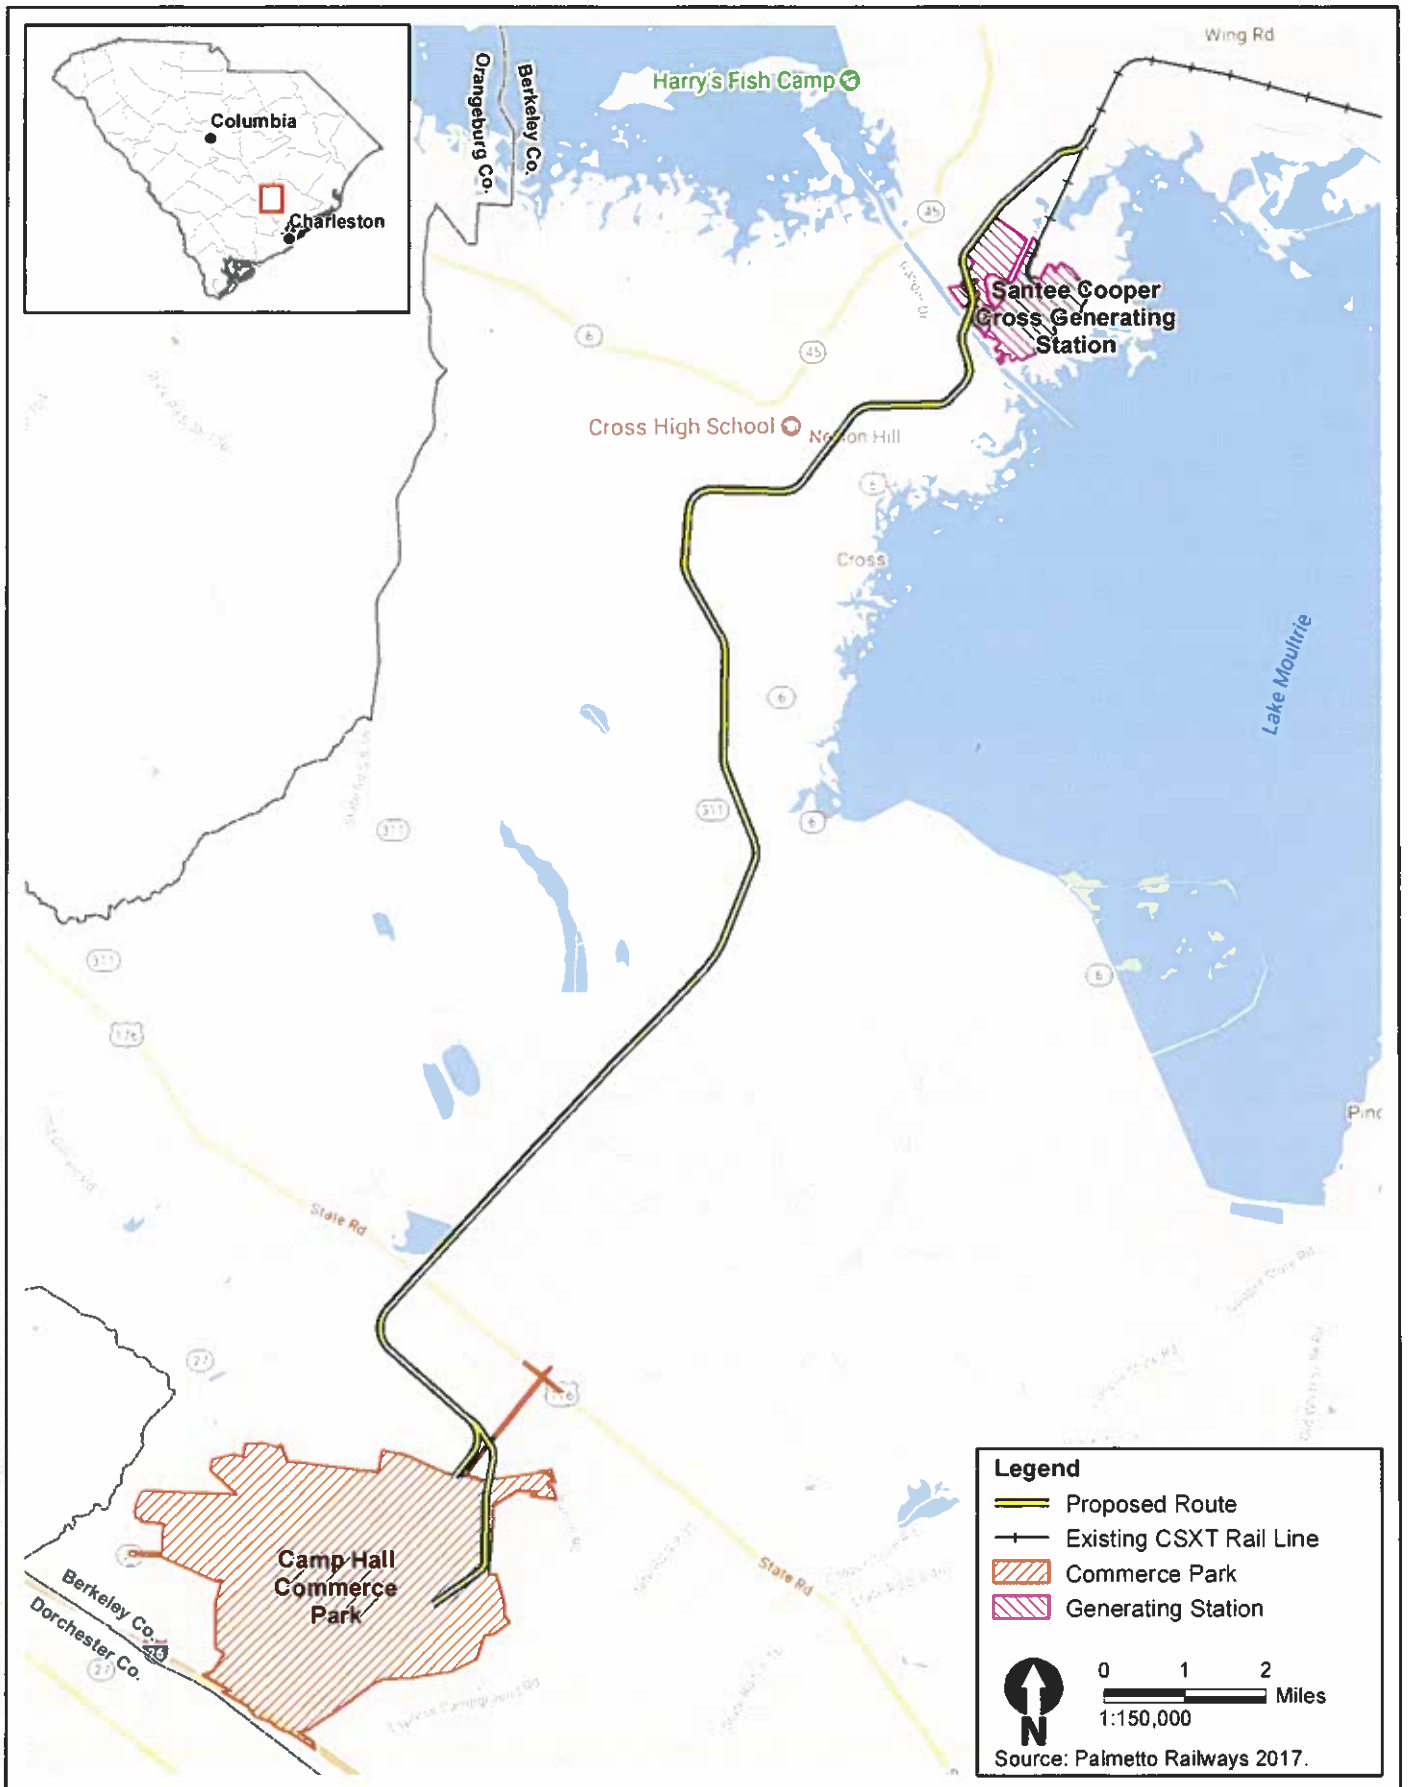 Wing Rd
Harry's Fish Camp
Orangeburg Co.
Berkeley Co.
Columbia
Charleston
45
Santee Cooper
Cross Generating
Station
6
45
Cross High School
6
Cross
Lake Moultrie
6
311
6
311
311
6
176
Pinc
State Rd
27
176
Camp Hall
Commerce
Park
State Rd
Berkeley Co.
Dorchester Co.
26
27
Legend
Proposed Route
Existing CSXT Rail Line
Commerce Park
Generating Station
0 1 2
Miles
1:150,000
N
Source: Palmetto Railways 2017.